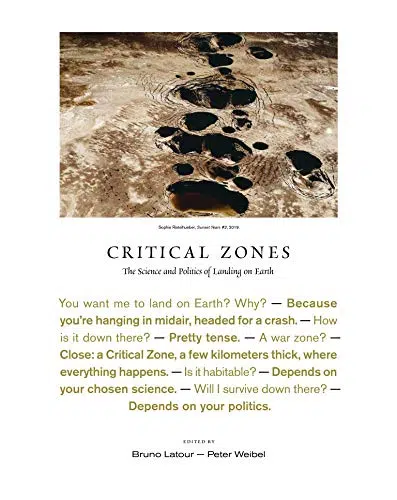 Sophie Ristelhueber, Sunset Years #2, 2019.
CRITICAL ZONES
The Science and Politics of Landing on Earth
You want me to land on Earth? Why? — Because
you’re hanging in midair, headed for a crash. — How
is it down there? — Pretty tense. — A war zone? —
Close: a Critical Zone, a few kilometers thick, where
everything happens. — Is it habitable? — Depends on
your chosen science. — Will I survive down there? —
Depends on your politics.
EDITED BY
Bruno Latour — Peter Weibel